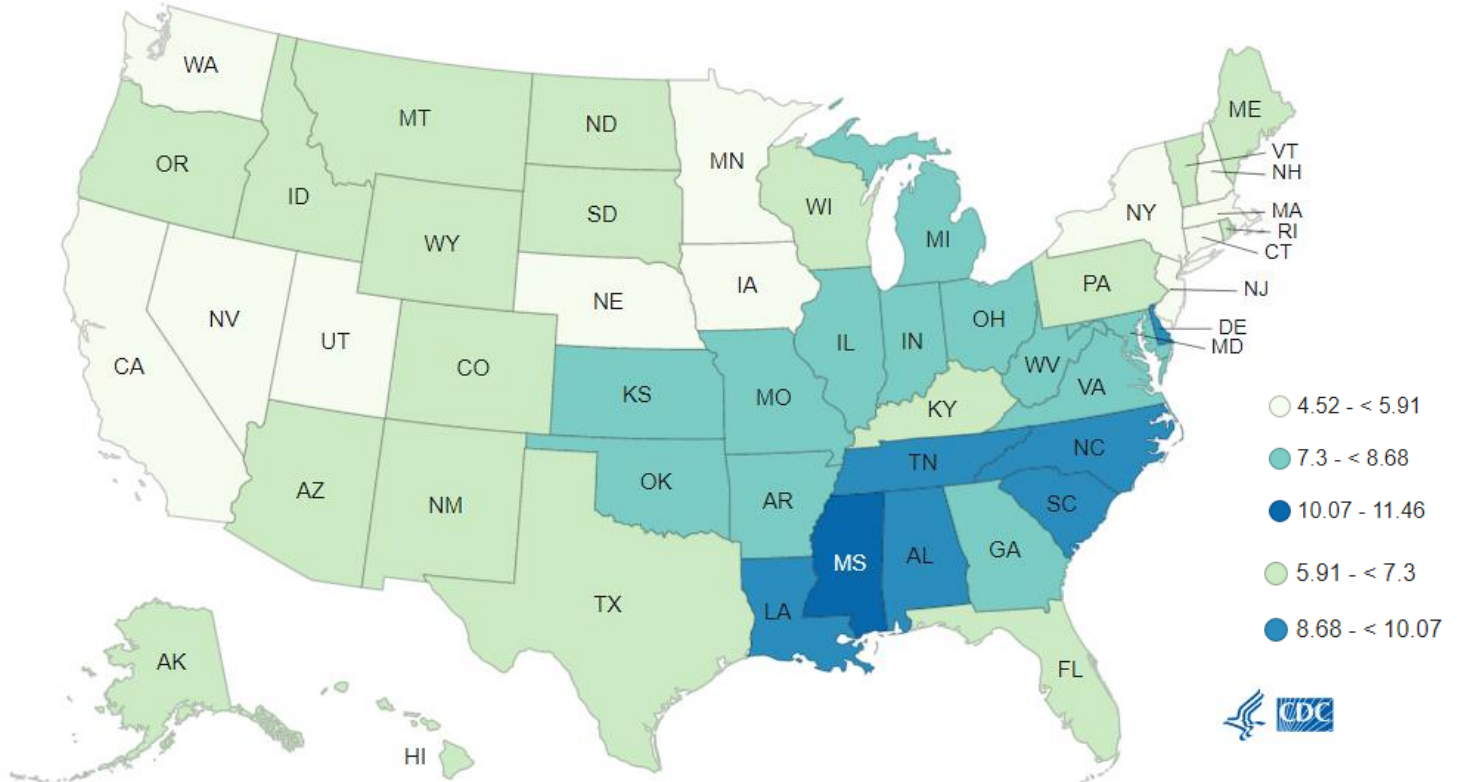 WA
MT
ND
MN
ME
VT
NH
OR
ID
SD
WI
MI
NY
MA
RI
CT
WY
NE
IA
PA
NJ
NV
UT
CO
IL
IN
OH
DE
MD
CA
KS
MO
WV
VA
KY
4.52 - < 5.91
AZ
NM
OK
AR
TN
NC
7.3 - < 8.68
SC
10.07 - 11.46
MS
AL
GA
TX
LA
5.91 - < 7.3
8.68 - < 10.07
AK
FL
HI
CDC